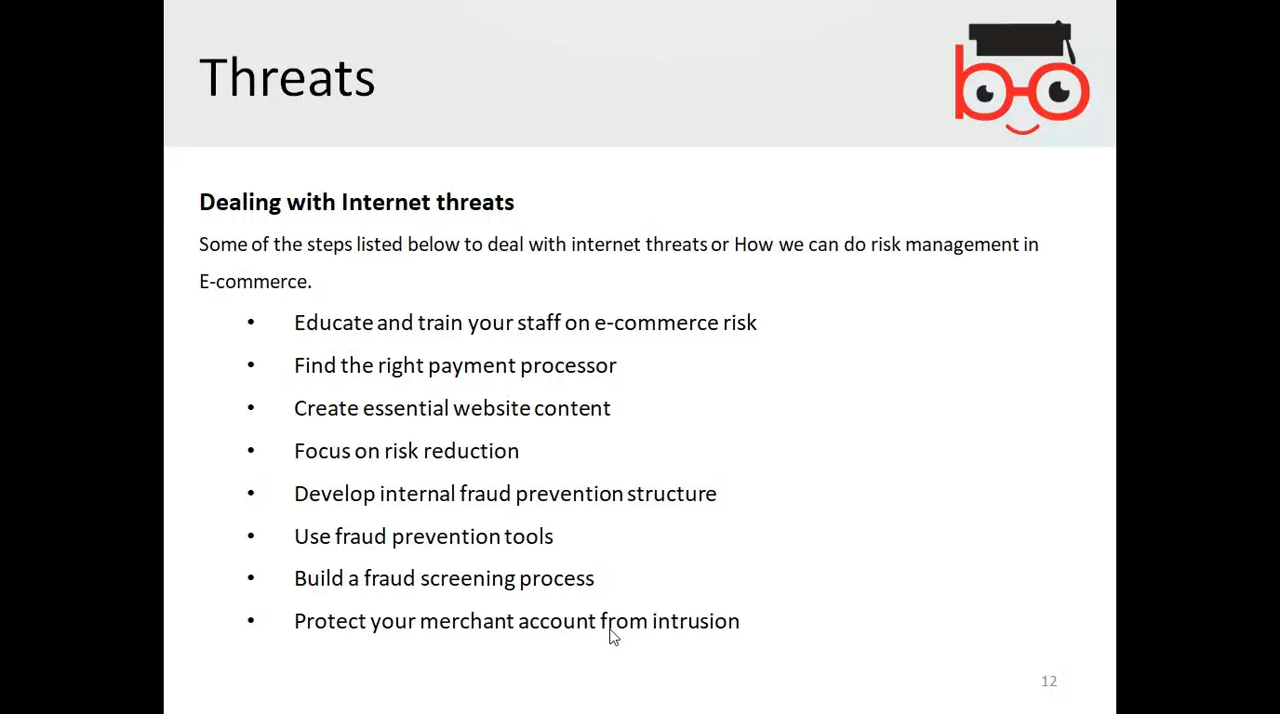 Threats
Dealing with Internet threats
Some of the steps listed below to deal with internet threats or How we can do risk management in
E-commerce.
• Educate and train your staff on e-commerce risk
• Find the right payment processor
• Create essential website content
• Focus on risk reduction
• Develop internal fraud prevention structure
• Use fraud prevention tools
• Build a fraud screening process
• Protect your merchant account from intrusion
12